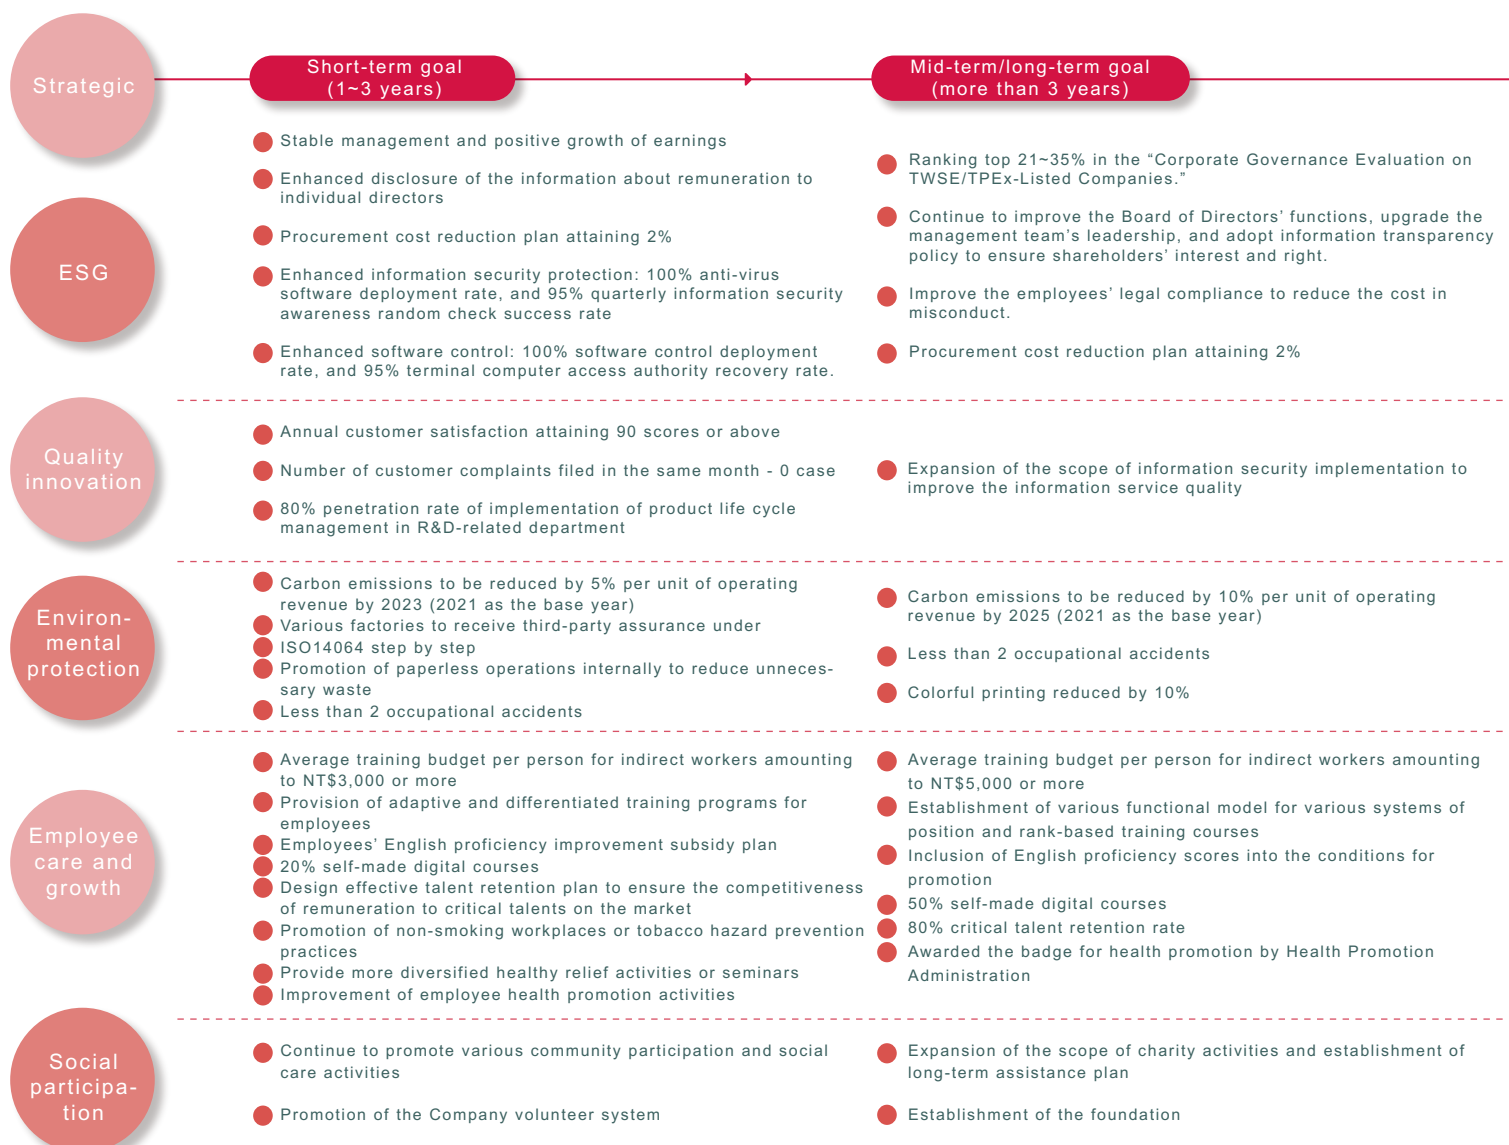 Strategic
Short-term goal
(1~3 years)
Mid-term/long-term goal
(more than 3 years)
ESG
Stable management and positive growth of earnings
Enhanced disclosure of the information about remuneration to
individual directors
Procurement cost reduction plan attaining 2%
Enhanced information security protection: 100% anti-virus
software deployment rate, and 95% quarterly information security
awareness random check success rate
Enhanced software control: 100% software control deployment
rate, and 95% terminal computer access authority recovery rate.
Ranking top 21~35% in the “Corporate Governance Evaluation on
TWSE/TPEx-Listed Companies.”
Continue to improve the Board of Directors’ functions, upgrade the
management team’s leadership, and adopt information transparency
policy to ensure shareholders’ interest and right.
Improve the employees’ legal compliance to reduce the cost in
misconduct.
Procurement cost reduction plan attaining 2%
Quality
innovation
Annual customer satisfaction attaining 90 scores or above
Number of customer complaints filed in the same month - 0 case
80% penetration rate of implementation of product life cycle
management in R&D-related department
Expansion of the scope of information security implementation to
improve the information service quality
Environ-
mental
protection
Carbon emissions to be reduced by 5% per unit of operating
revenue by 2023 (2021 as the base year)
Various factories to receive third-party assurance under
ISO14064 step by step
Promotion of paperless operations internally to reduce unneces-
sary waste
Less than 2 occupational accidents
Carbon emissions to be reduced by 10% per unit of operating
revenue by 2025 (2021 as the base year)
Less than 2 occupational accidents
Colorful printing reduced by 10%
Employee
care and
growth
Average training budget per person for indirect workers amounting
to NT$3,000 or more
Provision of adaptive and differentiated training programs for
employees
Employees’ English proficiency improvement subsidy plan
20% self-made digital courses
Design effective talent retention plan to ensure the competitiveness
of remuneration to critical talents on the market
Promotion of non-smoking workplaces or tobacco hazard prevention
practices
Provide more diversified healthy relief activities or seminars
Improvement of employee health promotion activities
Average training budget per person for indirect workers amounting
to NT$5,000 or more
Establishment of various functional model for various systems of
position and rank-based training courses
Inclusion of English proficiency scores into the conditions for
promotion
50% self-made digital courses
80% critical talent retention rate
Awarded the badge for health promotion by Health Promotion
Administration
Social
participa-
tion
Continue to promote various community participation and social
care activities
Promotion of the Company volunteer system
Expansion of the scope of charity activities and establishment of
long-term assistance plan
Establishment of the foundation